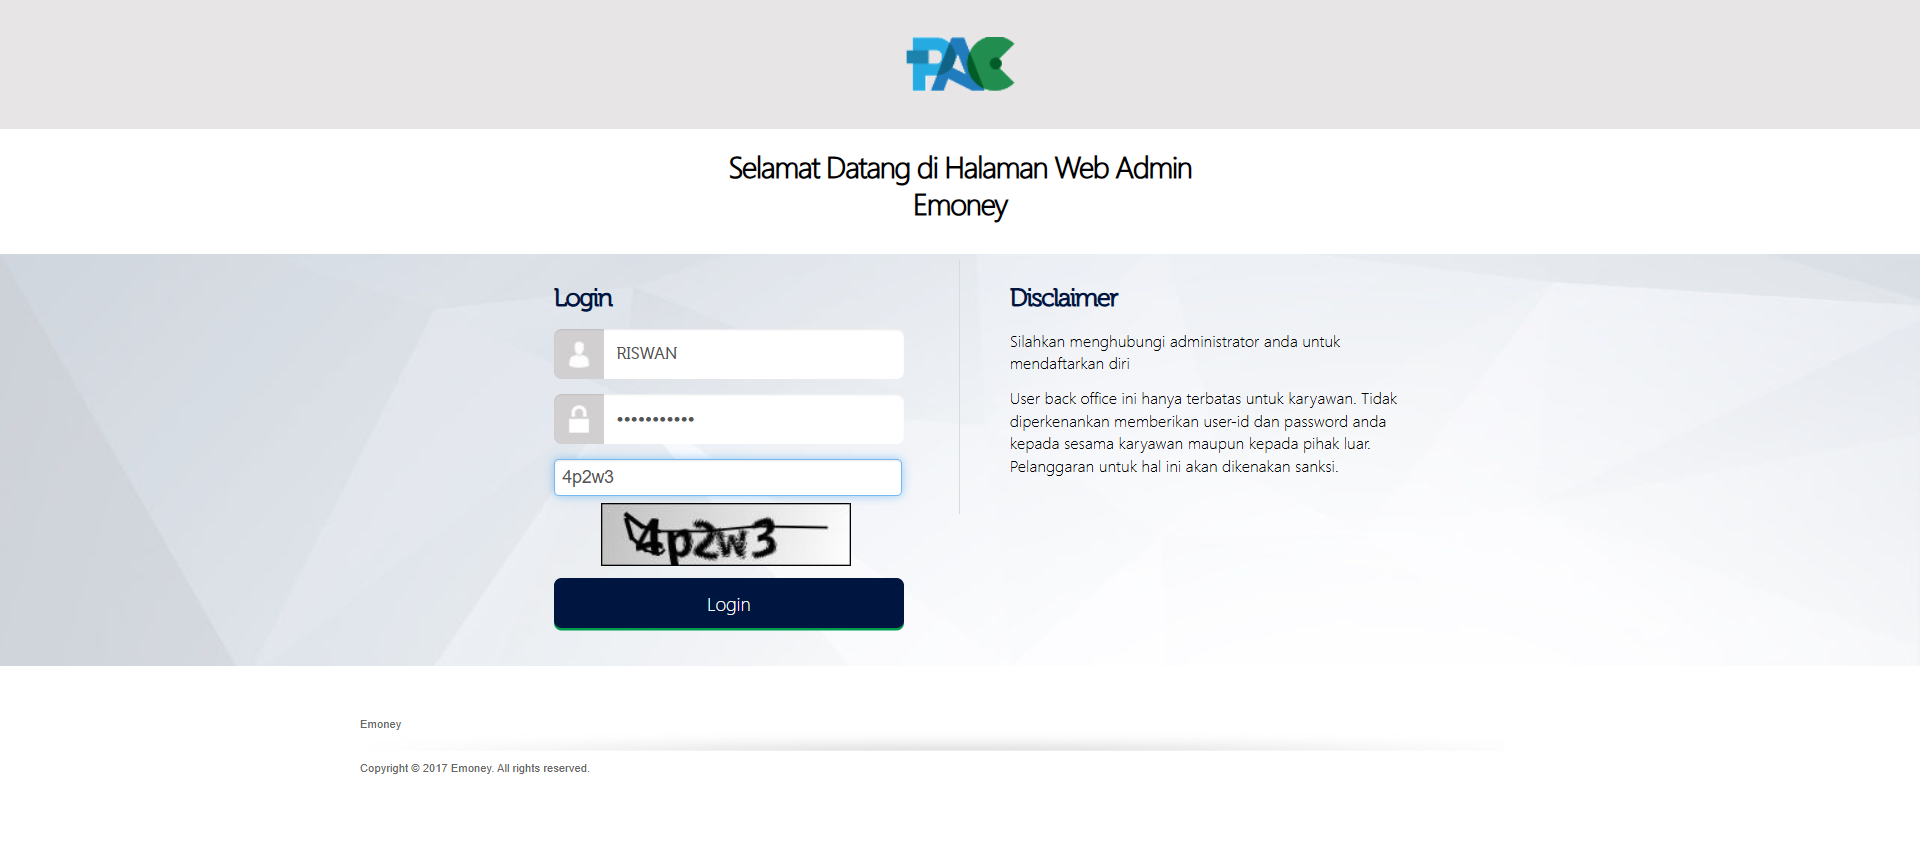 PAC
Selamat Datang di Halaman Web Admin
Emoney
Login
RISWAN
•••••••••••
4p2w3
4p2w3
Login
Disclaimer
Silahkan menghubungi administrator anda untuk
mendaftarkan diri
User back office ini hanya terbatas untuk karyawan. Tidak
diperkenankan memberikan user-id dan password anda
kepada sesama karyawan maupun kepada pihak luar.
Pelanggaran untuk hal ini akan dikenakan sanksi.
Emoney
Copyright © 2017 Emoney. All rights reserved.